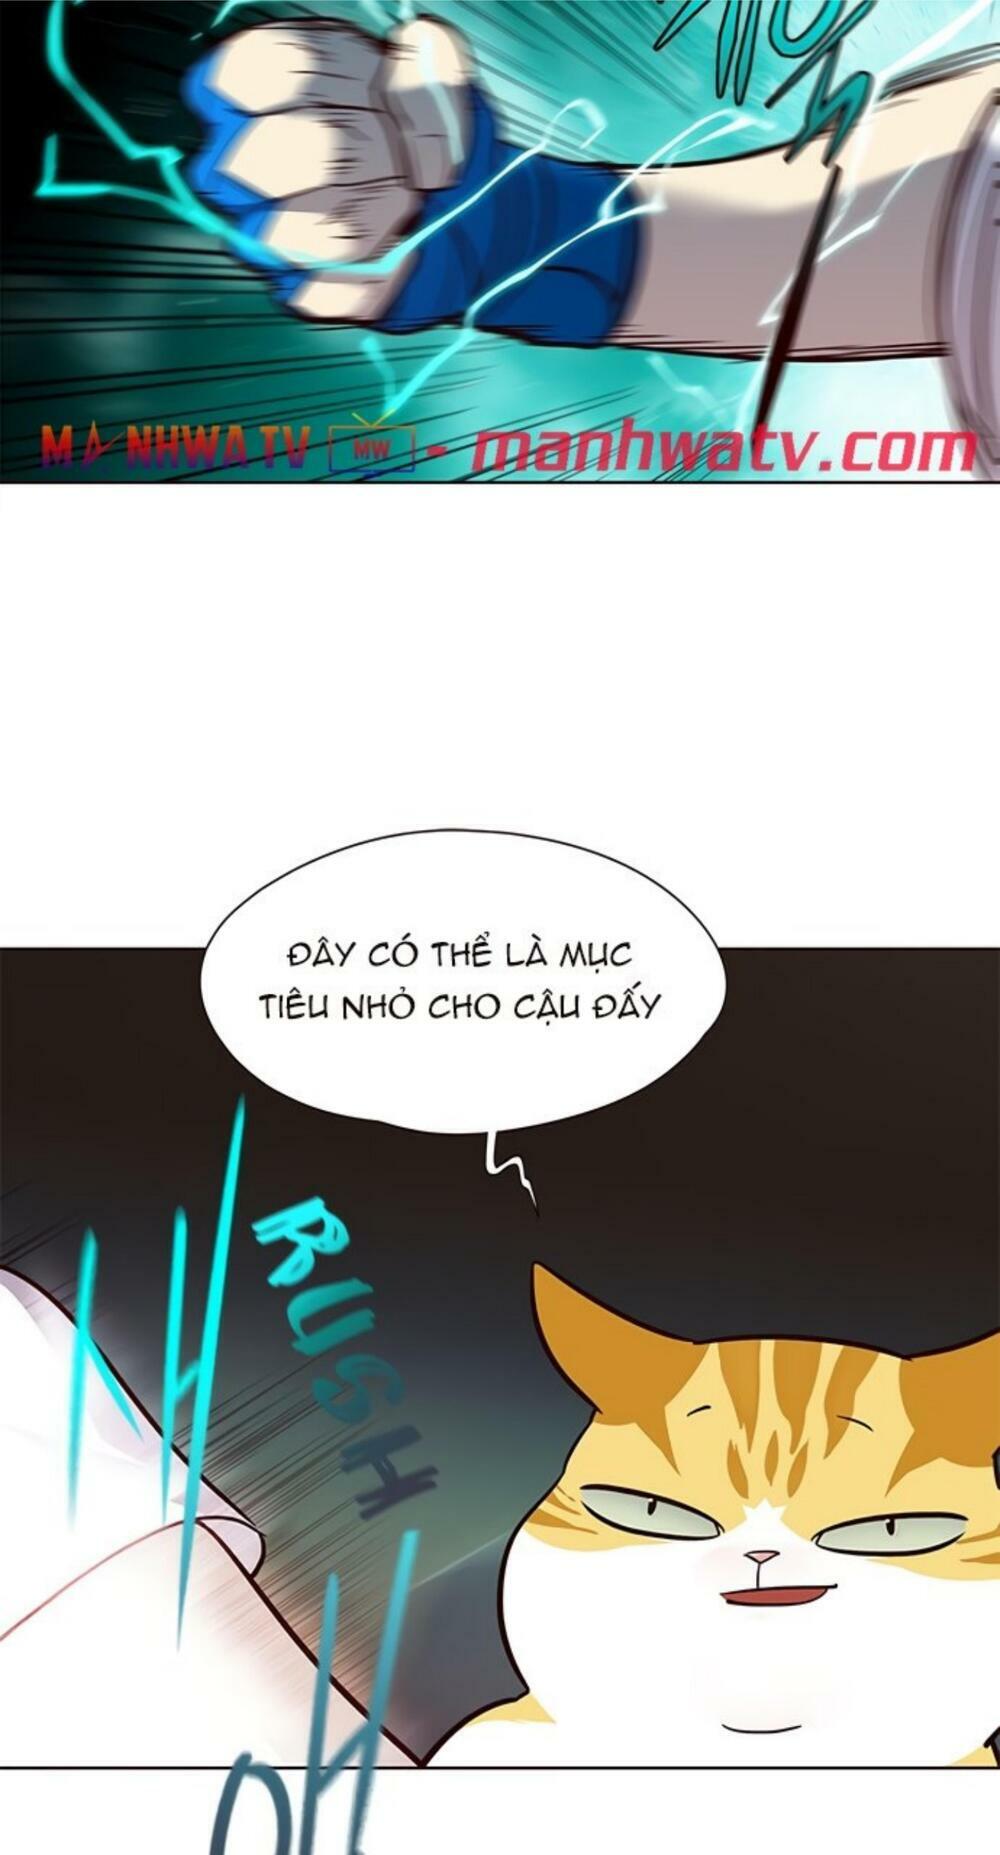 MANHWATV MW - manhwatv.com
ĐÂY CÓ THỂ LÀ MỤC
TIÊU NHỎ CHO CẬU ĐẤY
RUSH